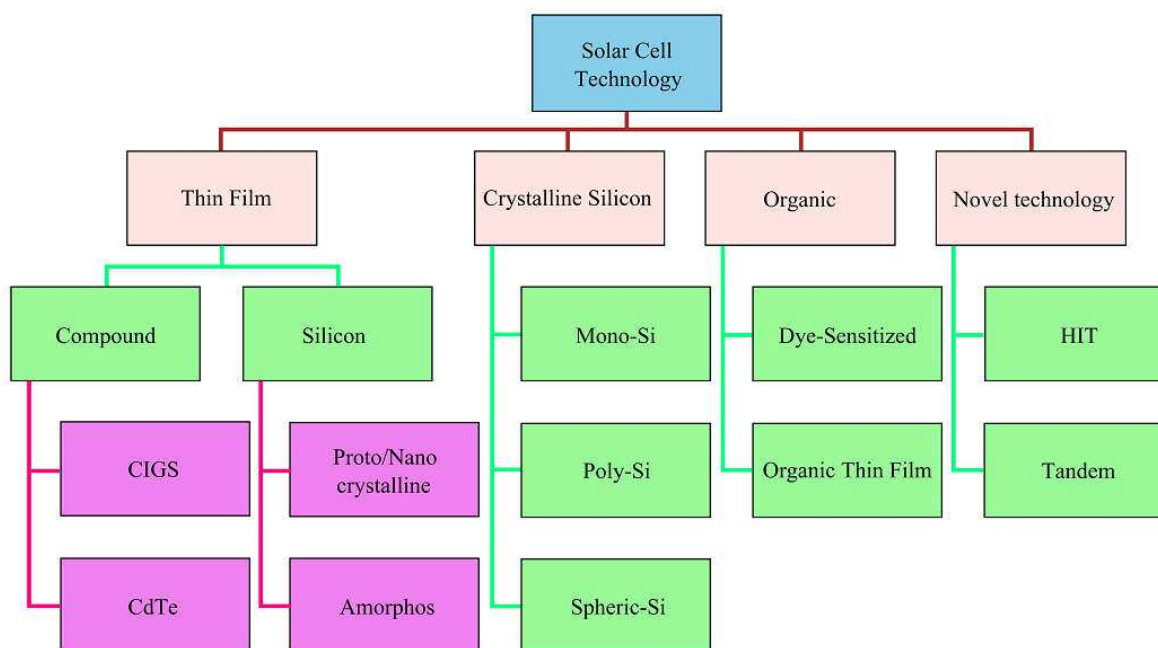 Solar Cell
Technology
Thin Film
Crystalline Silicon
Organic
Novel technology
Compound
Silicon
Mono-Si
Dye-Sensitized
HIT
CIGS
Proto/Nano
crystalline
Poly-Si
Organic Thin Film
Tandem
CdTe
Amorphos
Spheric-Si